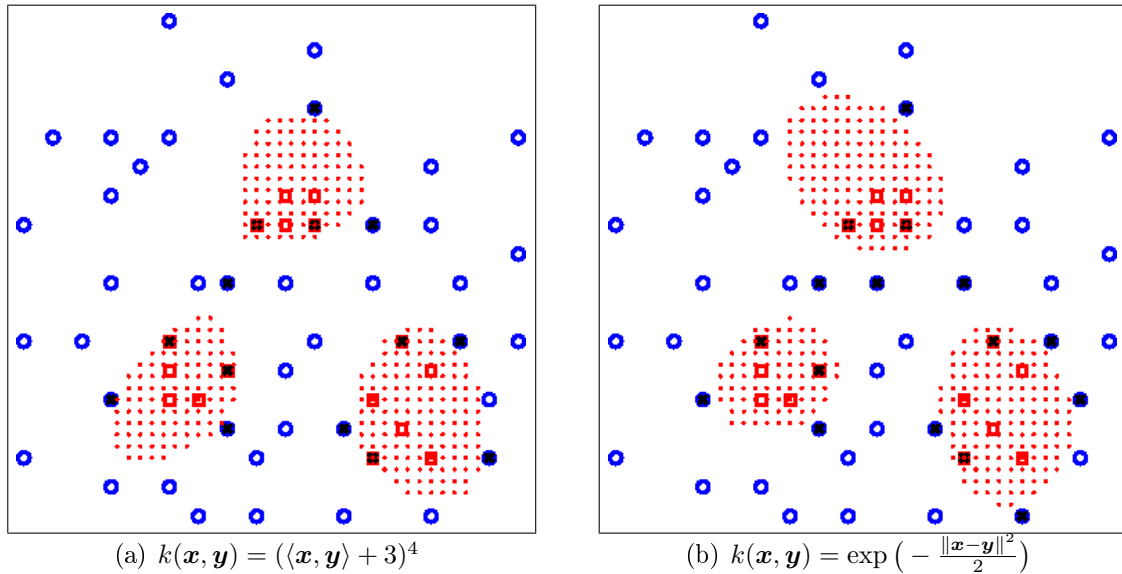 (a) k(x, y) = (⟨x, y⟩ + 3)^4
(b) k(x, y) = exp ( − ‖x−y‖^2 / 2 )